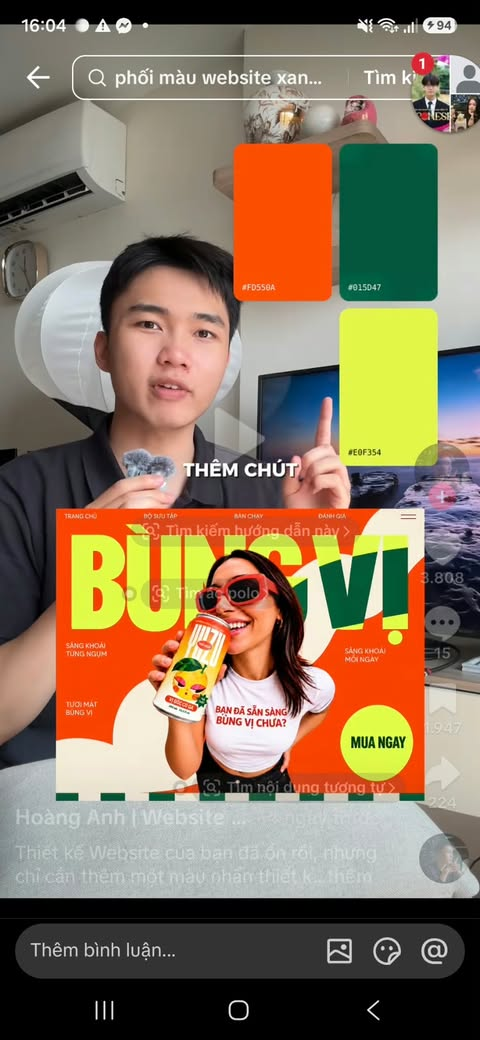 16:04
94
phối màu website xan...
Tìm k
1
#FD550A
#015D47
#E0F354
THÊM CHÚT
TRANG CHỦ
BỘ SƯU TẬP
BÁN CHẠY
ĐÁNH GIÁ
Tìm kiếm hướng dẫn này >
BÙNG VỊ
Tìm áo polo
3.808
SẢNG KHOÁI
TỪNG NGỤM
SẢNG KHOÁI
MỖI NGÀY
YUZU
15
TƯƠI MÁT
BÙNG VỊ
BẠN ĐÃ SẴN SÀNG
BÙNG VỊ CHƯA?
MUA NGAY
1.947
Tìm nội dung tương tự >
224
Hoàng Anh | Website ...
Thiết kế Website của bạn đã ổn rồi, nhưng
chỉ cần thêm một màu nhấn thiết k... thêm
Thêm bình luận...